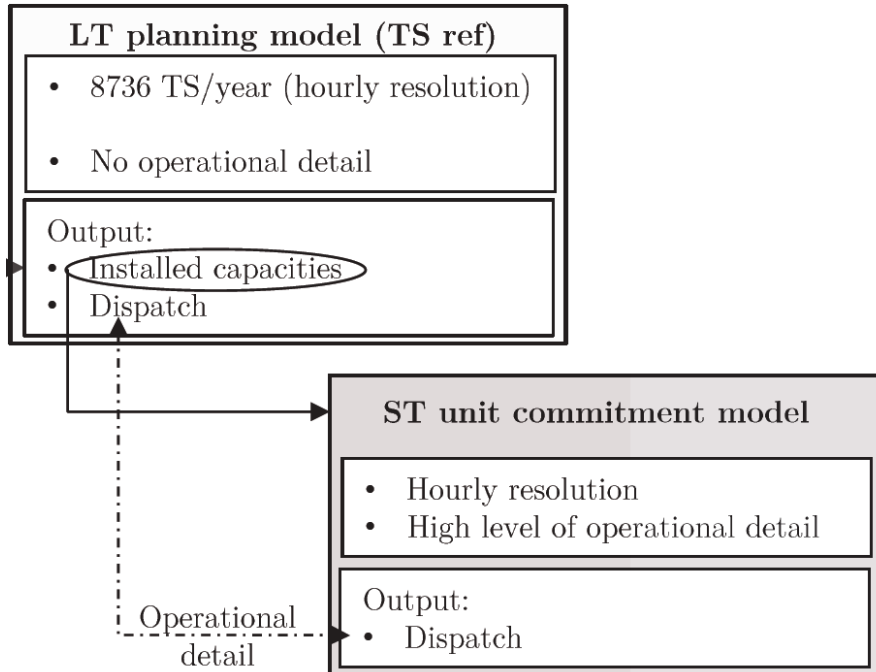 LT planning model (TS ref)
• 8736 TS/year (hourly resolution)
• No operational detail
Output:
• Installed capacities
• Dispatch
ST unit commitment model
• Hourly resolution
• High level of operational detail
Output:
• Dispatch
Operational
detail